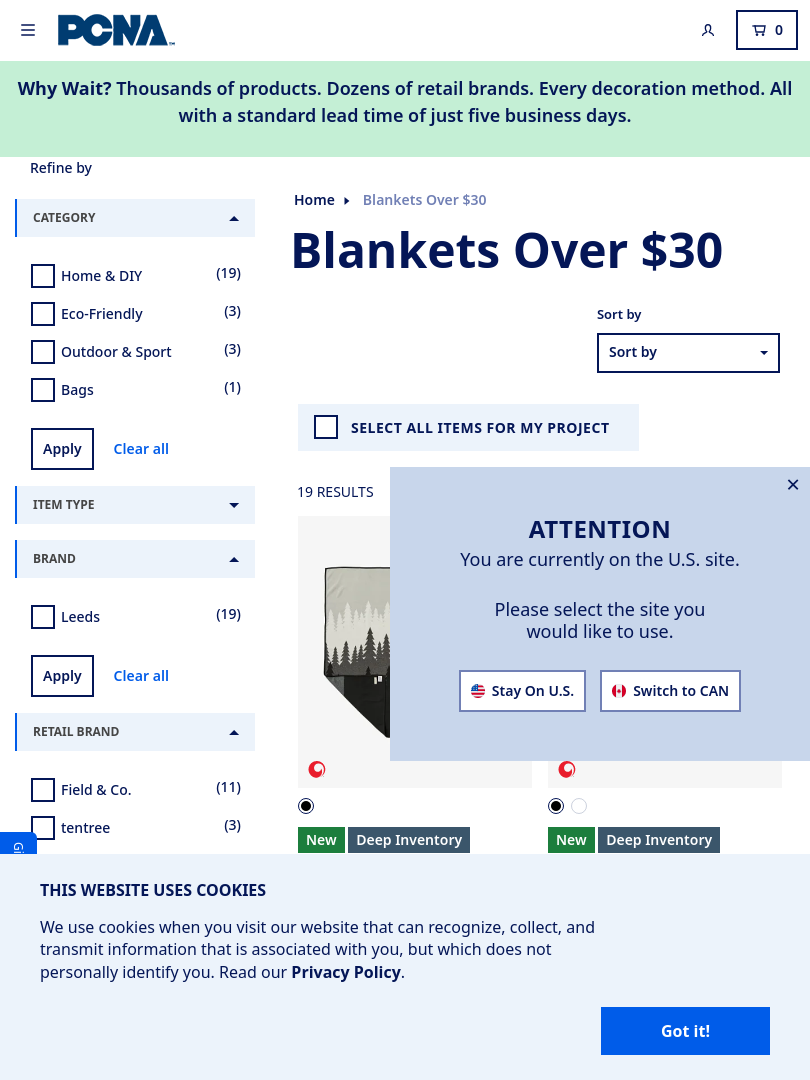 PCNA
0
Why Wait? Thousands of products. Dozens of retail brands. Every decoration method. All
with a standard lead time of just five business days.
Refine by
CATEGORY
Home & DIY (19)
Eco-Friendly (3)
Outdoor & Sport (3)
Bags (1)
Apply Clear all
ITEM TYPE
BRAND
Leeds (19)
Apply Clear all
RETAIL BRAND
Field & Co. (11)
tentree (3)
Home Blankets Over $30
Blankets Over $30
Sort by
Sort by
SELECT ALL ITEMS FOR MY PROJECT
19 RESULTS
ATTENTION
You are currently on the U.S. site.
Please select the site you
would like to use.
Stay On U.S. Switch to CAN
New Deep Inventory
New Deep Inventory
THIS WEBSITE USES COOKIES
We use cookies when you visit our website that can recognize, collect, and
transmit information that is associated with you, but which does not
personally identify you. Read our Privacy Policy.
Got it!